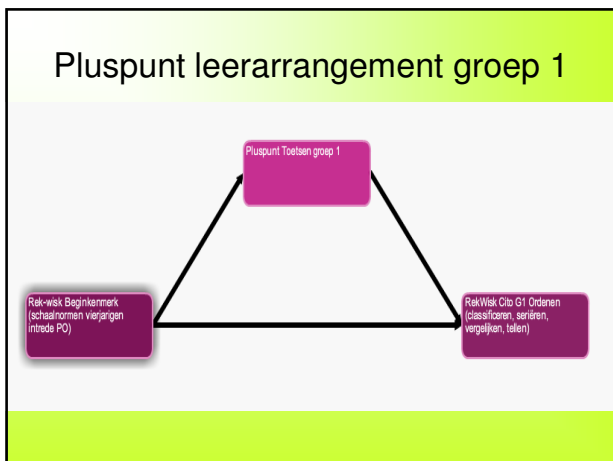 Pluspunt leerarrangement groep 1
Pluspunt Toetsen groep 1
Rek-wisk Beginkenmerk
(schaalnormen vierjarigen
intrede PO)
RekWisk Cito G1 Ordenen
(classificeren, seriëren,
vergelijken, tellen)